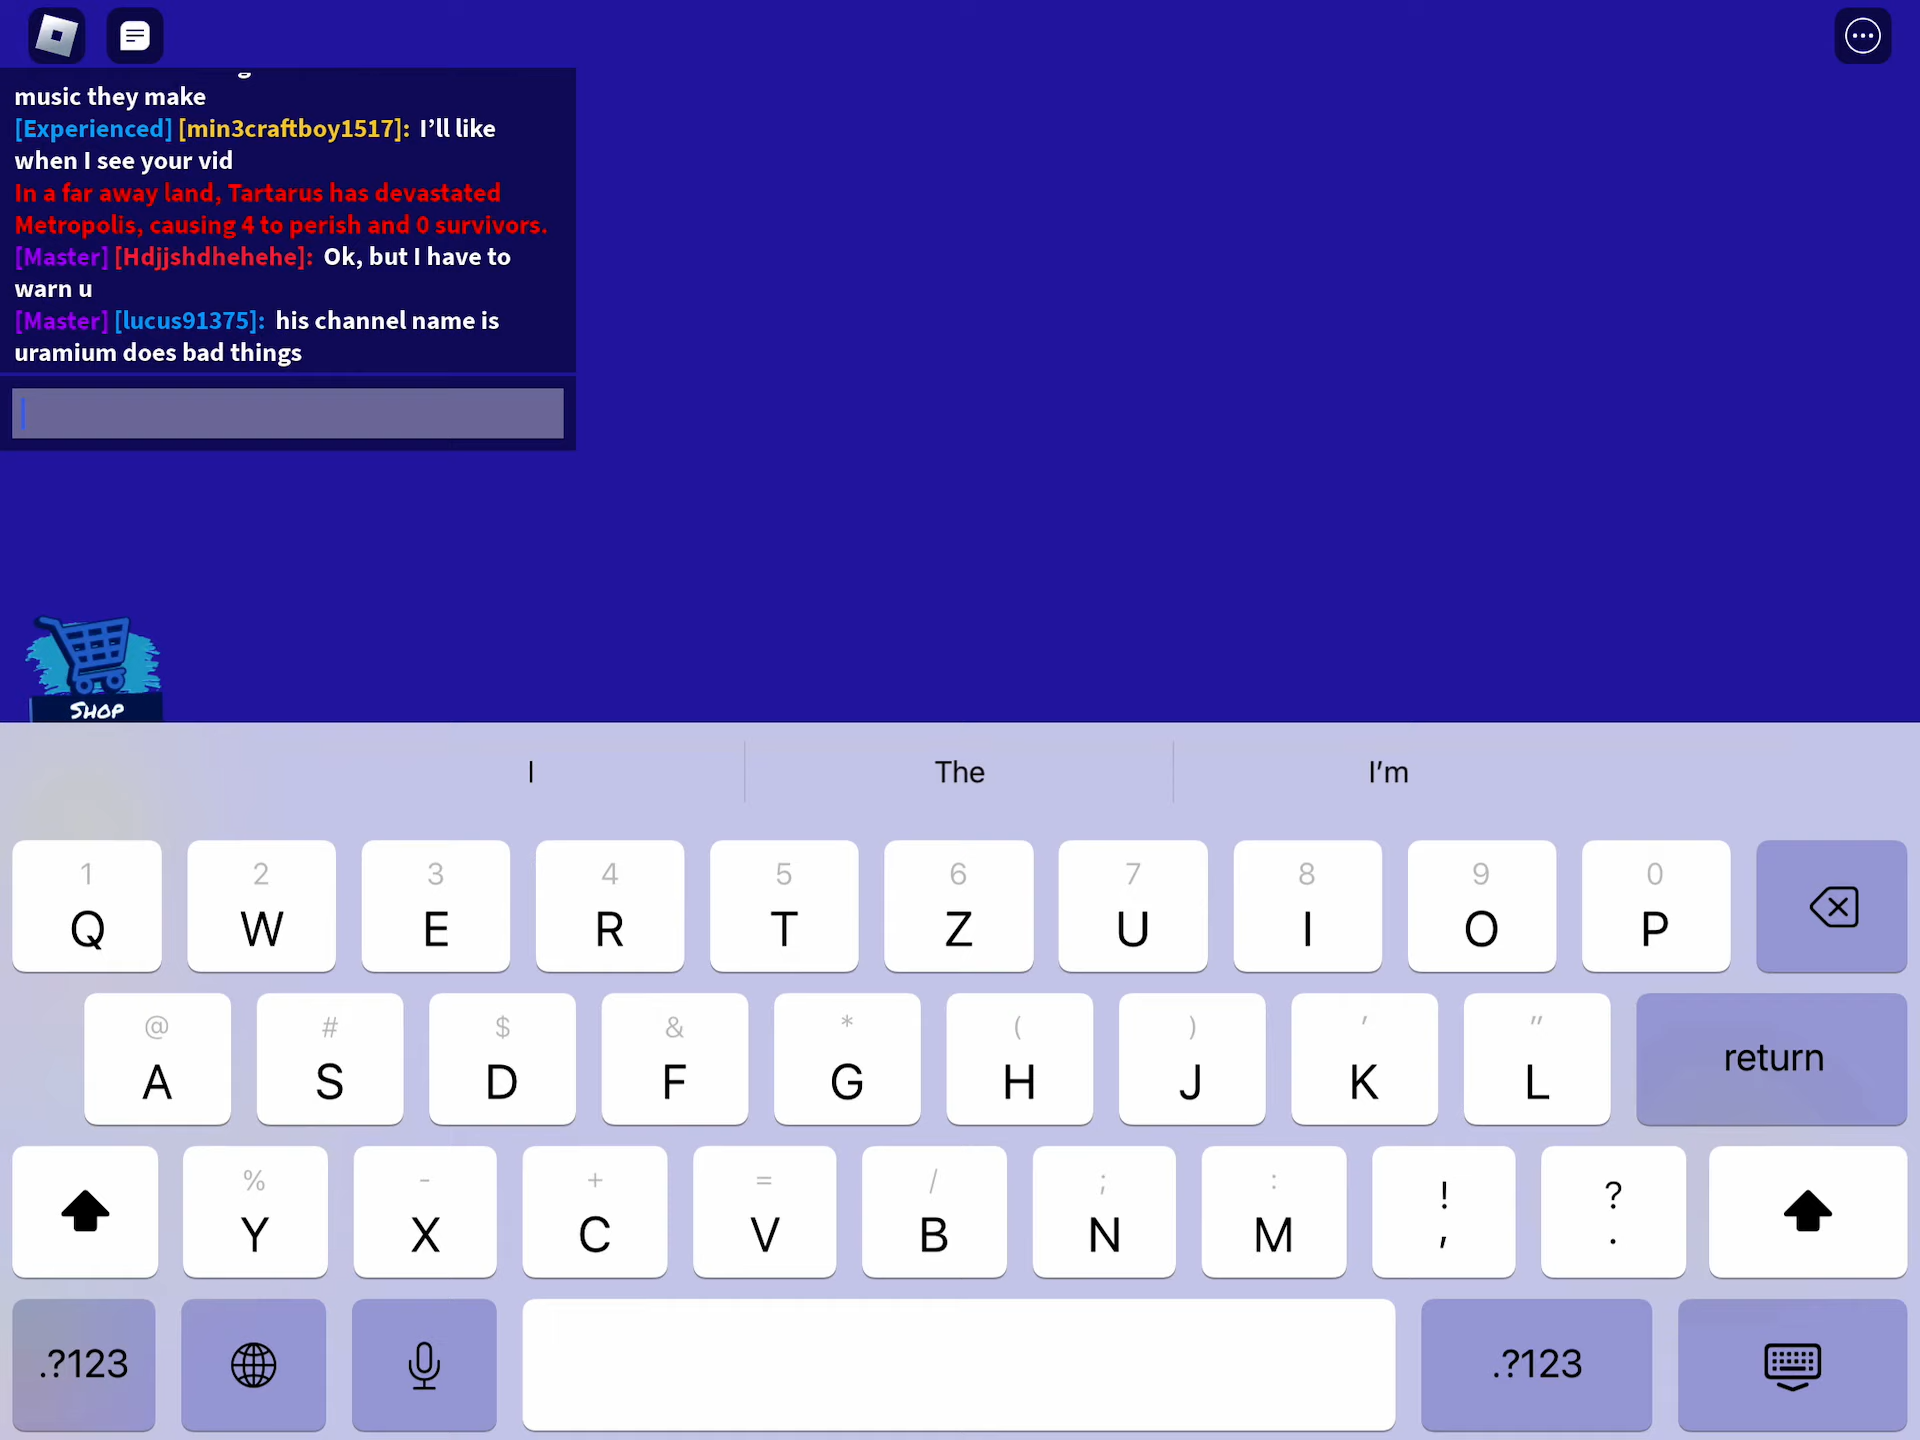 music they make
[Experienced] [min3craftboy1517]: I’ll like
when I see your vid
In a far away land, Tartarus has devastated
Metropolis, causing 4 to perish and 0 survivors.
[Master] [Hdjjshdhehehe]: Ok, but I have to
warn u
[Master] [lucus91375]: his channel name is
uramium does bad things
SHOP
I The I’m
1 2 3 4 5 6 7 8 9 0
Q W E R T Z U I O P
@ # $ & * ( ) ' "
A S D F G H J K L return
% - + = / ; : ! ?
Y X C V B N M , .
.?123 .?123